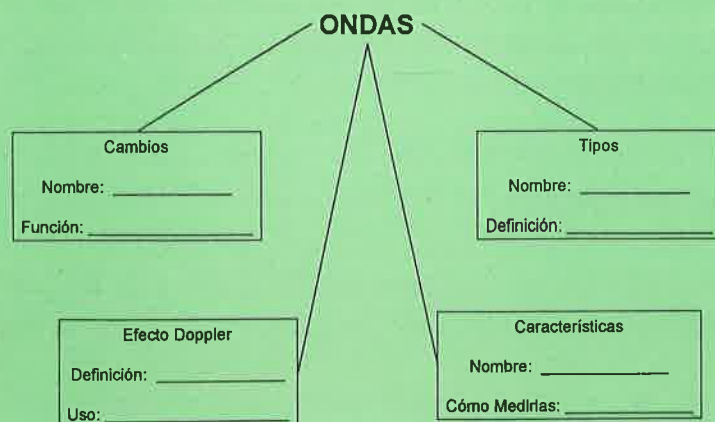 ONDAS
Cambios
Nombre:
Función:
Tipos
Nombre:
Definición:
Efecto Doppler
Definición:
Uso:
Características
Nombre:
Cómo Medirlas: